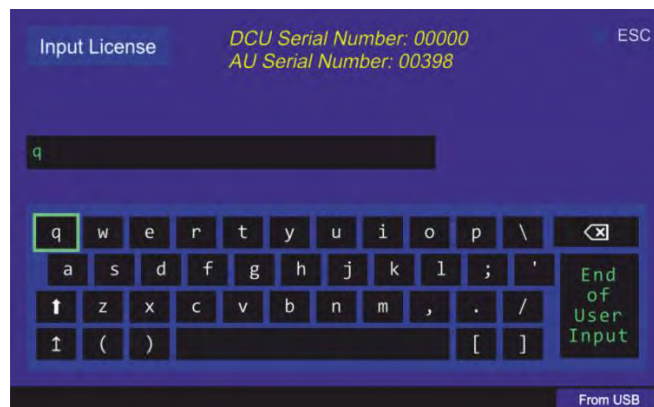 Input License
DCU Serial Number: 00000
AU Serial Number: 00398
ESC
q
q w e r t y u i o p \
a s d f g h j k l ; '
z x c v b n m , . /
( ) [ ]
End
of
User
Input
From USB